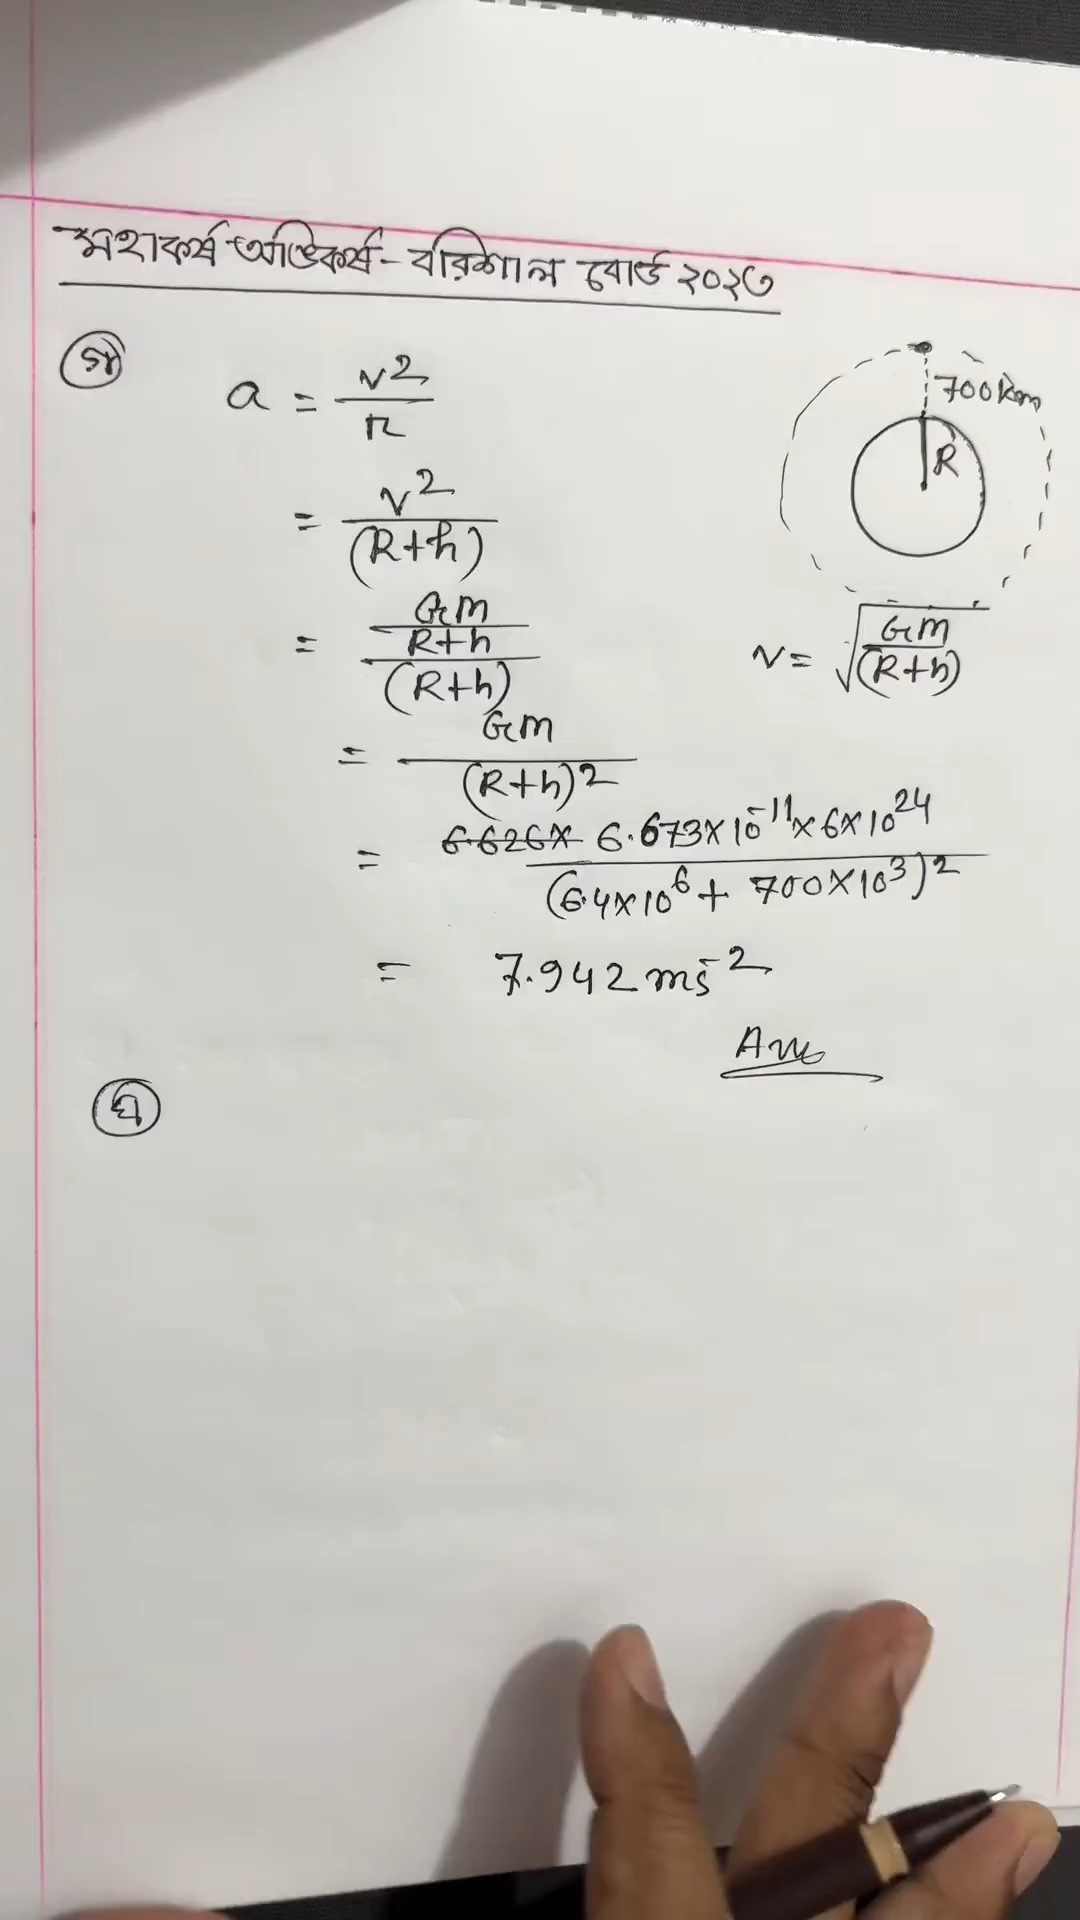 মহাকর্ষ অভিকর্ষ - বরিশাল বোর্ড ২০২৩
গ
a = v² / r
700km
R
= v² / (R+h)
= (GM / R+h) / (R+h)
v = √(GM / (R+h))
= GM / (R+h)²
= 6.626× 6.673×10⁻¹¹×6×10²⁴ / (6.4×10⁶ + 700×10³)²
= 7.942 ms⁻²
Ans
ঘ